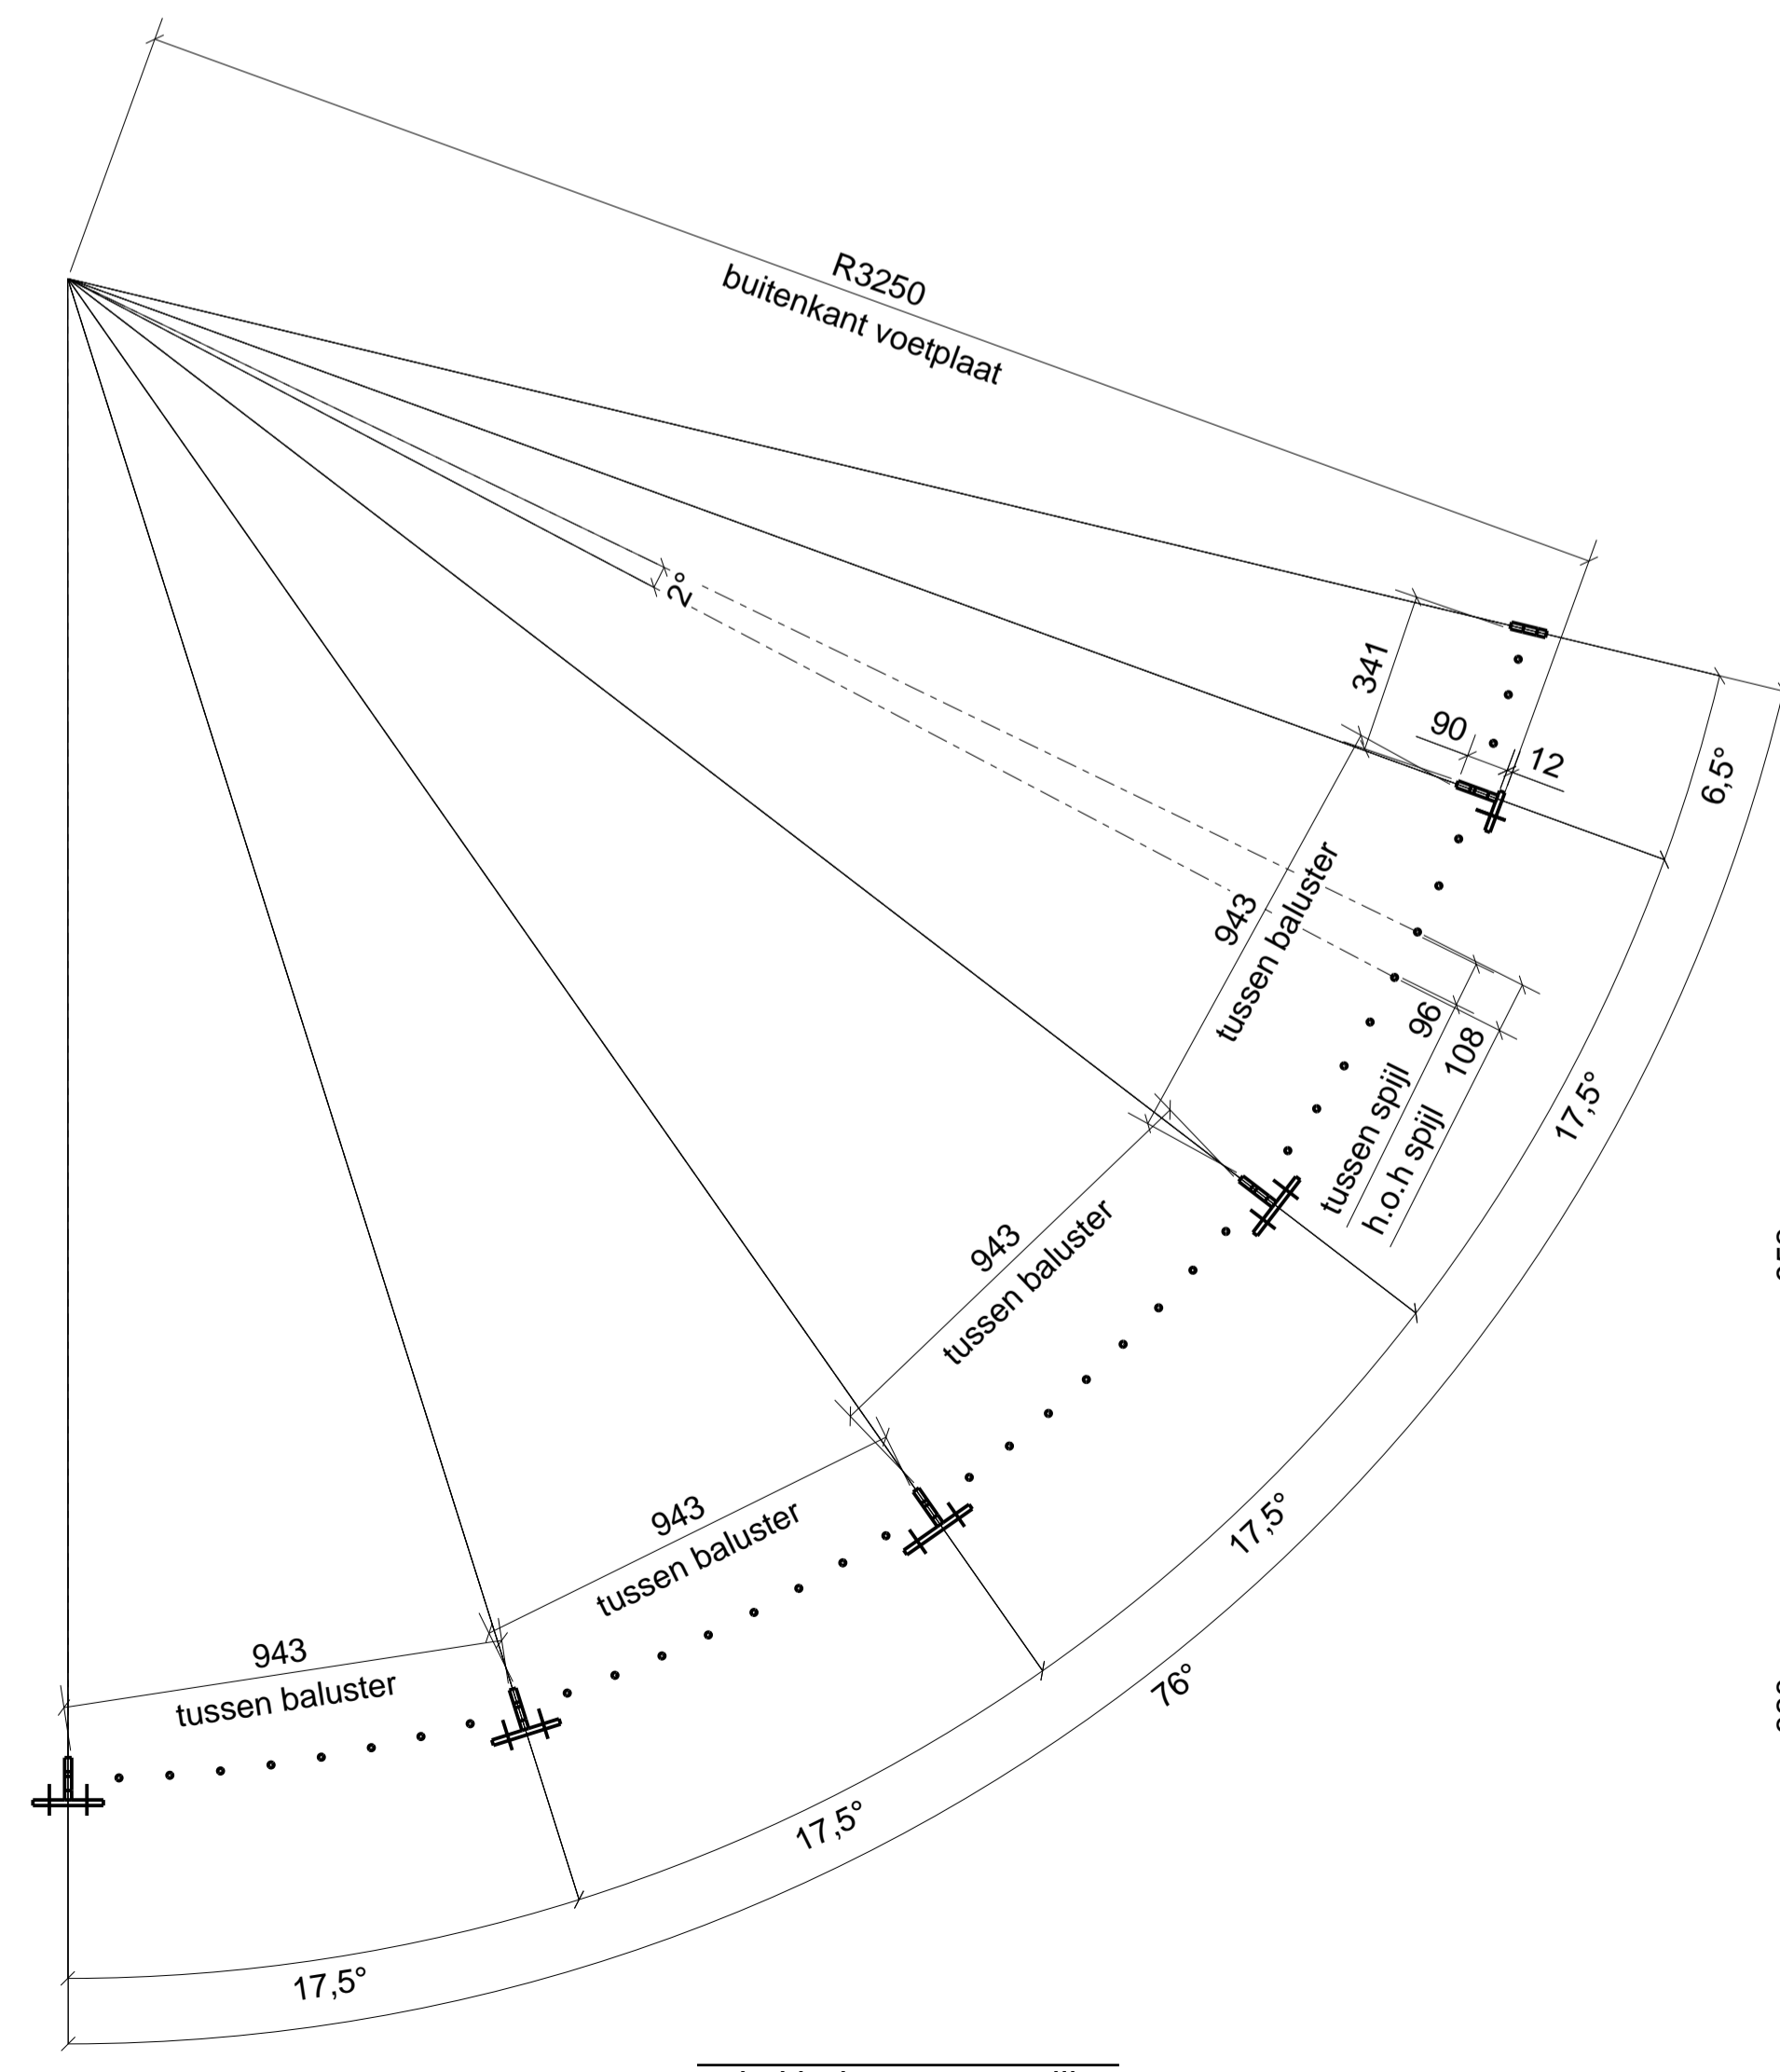 R3250
buitenkant voetplaat
2°
341
90
12
6,5°
943
tussen baluster
96
tussen spijl
108
h.o.h spijl
17,5°
943
tussen baluster
17,5°
943
tussen baluster
76°
943
tussen baluster
17,5°
17,5°